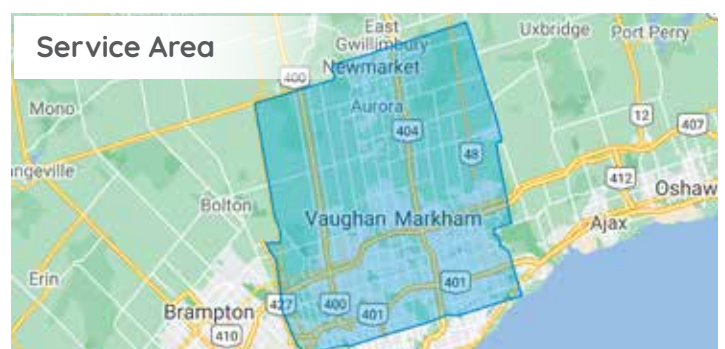 Service Area
East
Gwillimbury
Newmarket
Uxbridge
Port Perry
400
Mono
Aurora
404
12
407
48
angeville
412
Oshaw
Bolton
Vaughan
Markham
Ajax
Erin
401
Brampton
427
400
401
410